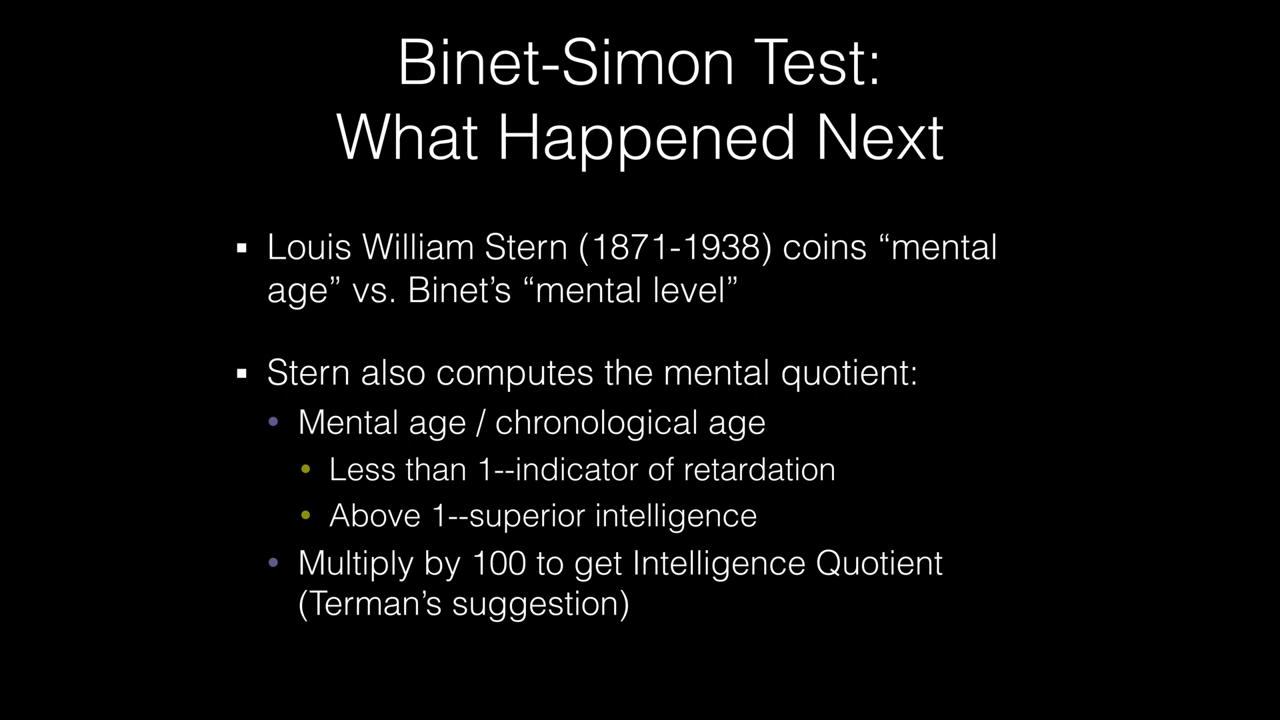 Binet-Simon Test:
What Happened Next
▪ Louis William Stern (1871-1938) coins “mental
age” vs. Binet’s “mental level”
▪ Stern also computes the mental quotient:
• Mental age / chronological age
• Less than 1--indicator of retardation
• Above 1--superior intelligence
• Multiply by 100 to get Intelligence Quotient
(Terman’s suggestion)